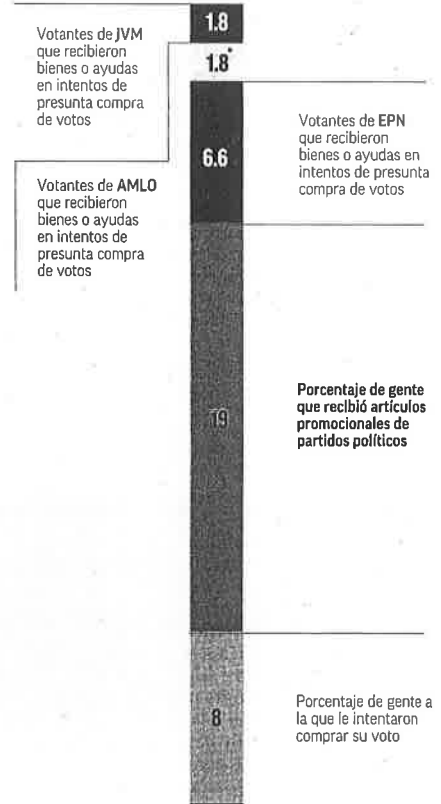 Votantes de JVM
que recibieron
bienes o ayudas
en intentos de
presunta compra
de votos
1.8
1.8*
Votantes de AMLO
que recibieron
bienes o ayudas
en intentos de
presunta compra
de votos
6.6
Votantes de EPN
que recibieron
bienes o ayudas en
intentos de presunta
compra de votos
19
Porcentaje de gente
que recibió artículos
promocionales de
partidos políticos
8
Porcentaje de gente a
la que le intentaron
comprar su voto